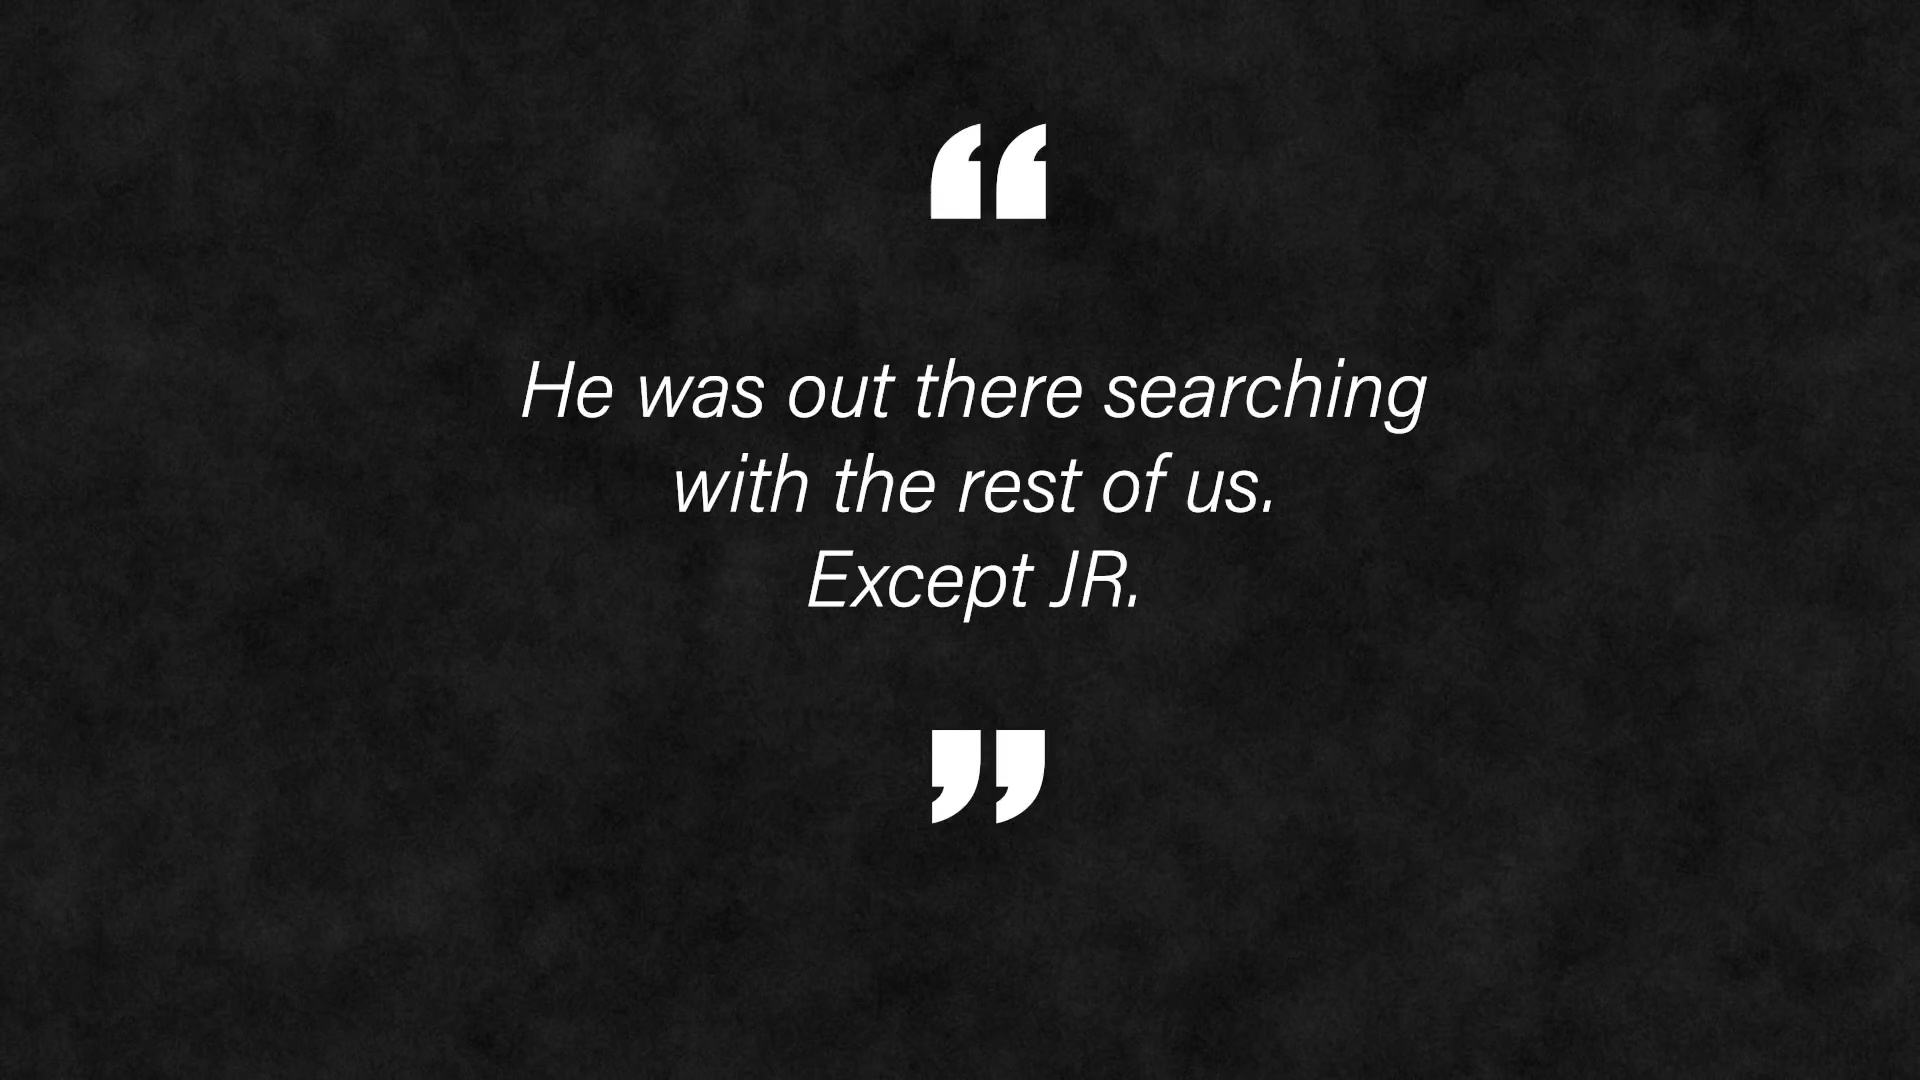 “
He was out there searching
with the rest of us.
Except JR.
”